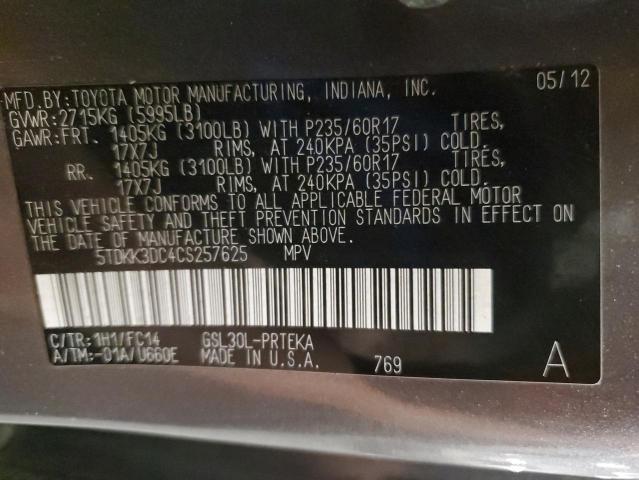 MFD.BY:TOYOTA MOTOR MANUFACTURING, INDIANA, INC. 05/12
GVWR:2715KG (5995LB)
GAWR:FRT. 1405KG (3100LB) WITH P235/60R17 TIRES,
17X7J RIMS, AT 240KPA (35PSI) COLD.
RR. 1405KG (3100LB) WITH P235/60R17 TIRES,
17X7J RIMS, AT 240KPA (35PSI) COLD.
THIS VEHICLE CONFORMS TO ALL APPLICABLE FEDERAL MOTOR
VEHICLE SAFETY AND THEFT PREVENTION STANDARDS IN EFFECT ON
THE DATE OF MANUFACTURE SHOWN ABOVE.
5TDKK3DC4CS257625 MPV
C/TR:1H1/FC14 GSL30L-PRTEKA
A/TM:-01A/U660E MADE IN U.S.A. 769 A